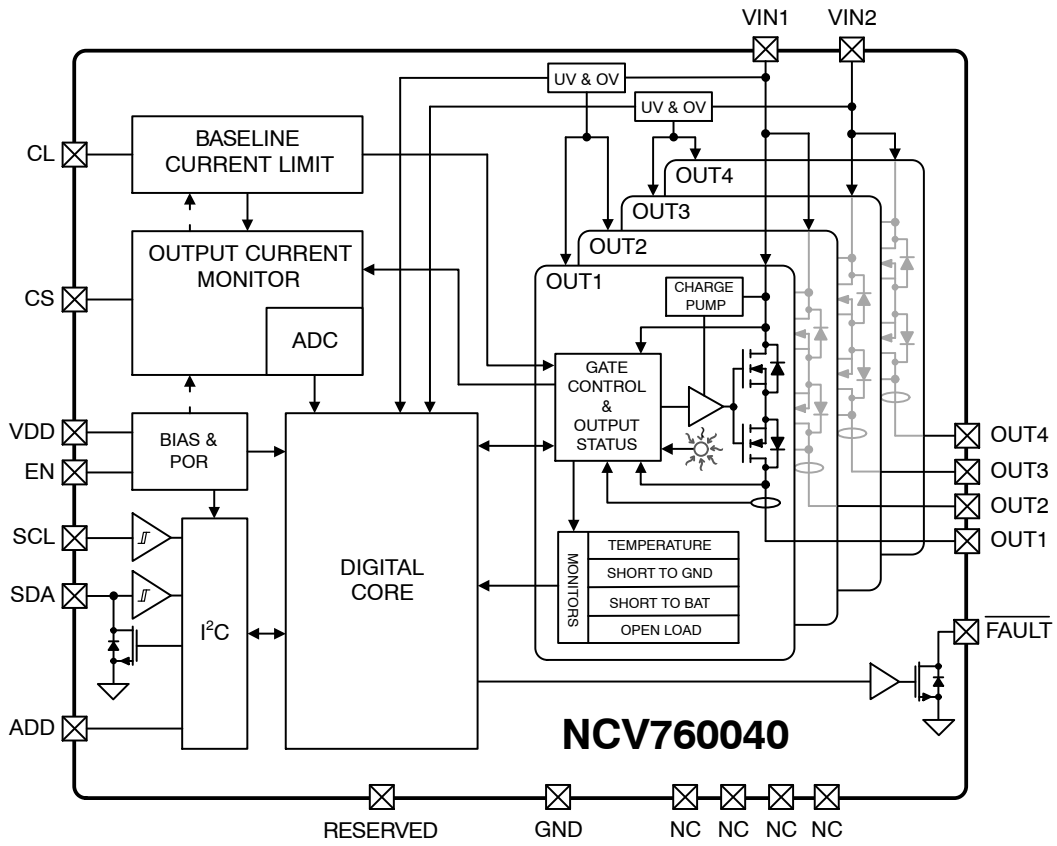 VIN1 VIN2
UV & OV
UV & OV
CL
BASELINE
CURRENT LIMIT
OUT4
OUT3
OUT2
OUT1
CS
OUTPUT CURRENT
MONITOR
ADC
CHARGE
PUMP
GATE
CONTROL
&
OUTPUT
STATUS
VDD
EN
BIAS &
POR
OUT4
OUT3
OUT2
OUT1
SCL
SDA
I²C
ADD
DIGITAL
CORE
MONITORS
TEMPERATURE
SHORT TO GND
SHORT TO BAT
OPEN LOAD
FAULT
NCV760040
RESERVED GND NC NC NC NC